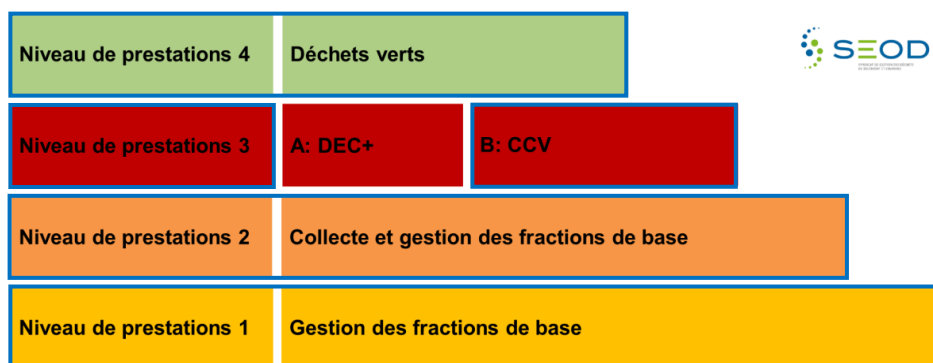 Niveau de prestations 4 Déchets verts
SEOD
Niveau de prestations 3 A: DEC+ B: CCV
Niveau de prestations 2 Collecte et gestion des fractions de base
Niveau de prestations 1 Gestion des fractions de base